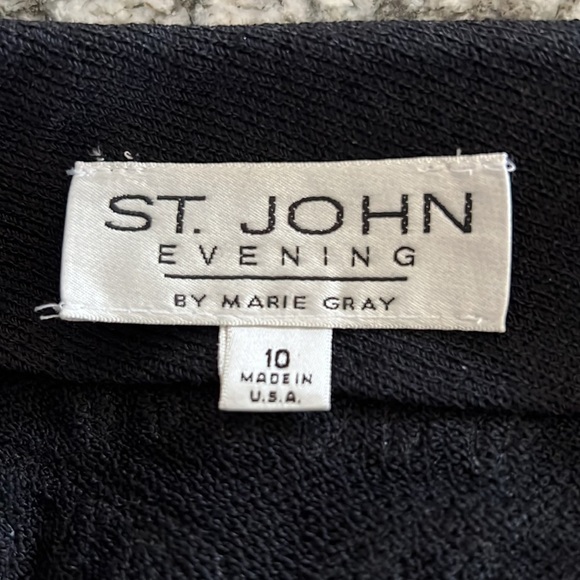 ST. JOHN
EVENING
BY MARIE GRAY
10
MADE IN
U.S.A.